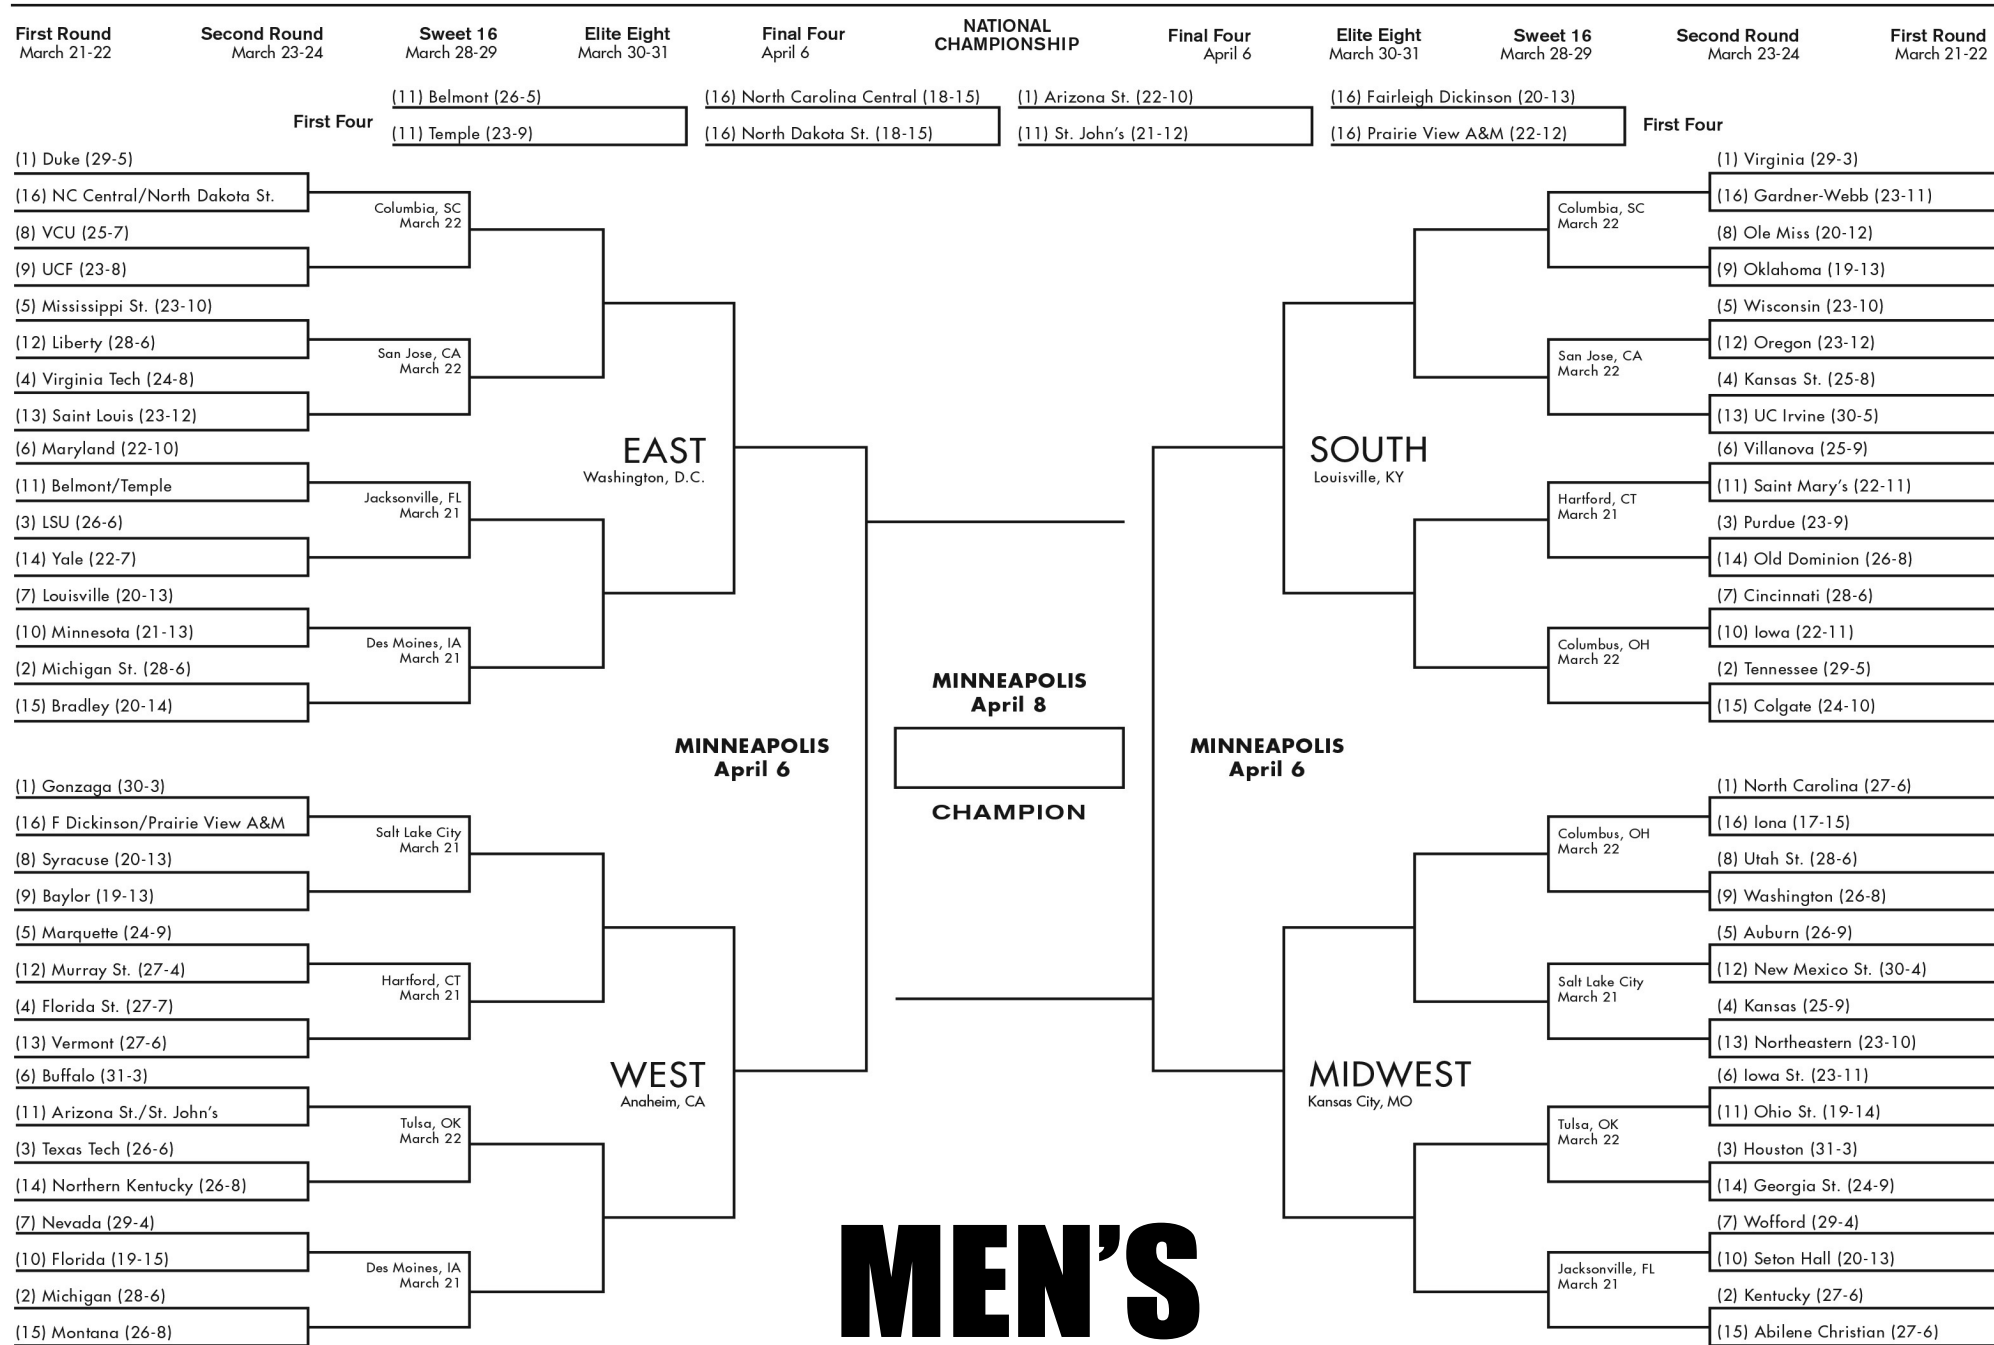 First Round
March 21-22
Second Round
March 23-24
Sweet 16
March 28-29
Elite Eight
March 30-31
Final Four
April 6
NATIONAL
CHAMPIONSHIP
Final Four
April 6
Elite Eight
March 30-31
Sweet 16
March 28-29
Second Round
March 23-24
First Round
March 21-22
First Four
(11) Belmont (26-5)
(11) Temple (23-9)
(16) North Carolina Central (18-15)
(16) North Dakota St. (18-15)
(1) Arizona St. (22-10)
(11) St. John's (21-12)
(16) Fairleigh Dickinson (20-13)
(16) Prairie View A&M (22-12)
First Four
(1) Duke (29-5)
(16) NC Central/North Dakota St.
(8) VCU (25-7)
(9) UCF (23-8)
(5) Mississippi St. (23-10)
(12) Liberty (28-6)
(4) Virginia Tech (24-8)
(13) Saint Louis (23-12)
(6) Maryland (22-10)
(11) Belmont/Temple
(3) LSU (26-6)
(14) Yale (22-7)
(7) Louisville (20-13)
(10) Minnesota (21-13)
(2) Michigan St. (28-6)
(15) Bradley (20-14)
Columbia, SC
March 22
San Jose, CA
March 22
Jacksonville, FL
March 21
Des Moines, IA
March 21
EAST
Washington, D.C.
(1) Gonzaga (30-3)
(16) F Dickinson/Prairie View A&M
(8) Syracuse (20-13)
(9) Baylor (19-13)
(5) Marquette (24-9)
(12) Murray St. (27-4)
(4) Florida St. (27-7)
(13) Vermont (27-6)
(6) Buffalo (31-3)
(11) Arizona St./St. John's
(3) Texas Tech (26-6)
(14) Northern Kentucky (26-8)
(7) Nevada (29-4)
(10) Florida (19-15)
(2) Michigan (28-6)
(15) Montana (26-8)
Salt Lake City
March 21
Hartford, CT
March 21
Tulsa, OK
March 22
Des Moines, IA
March 21
WEST
Anaheim, CA
MINNEAPOLIS
April 6
MINNEAPOLIS
April 8
CHAMPION
MINNEAPOLIS
April 6
SOUTH
Louisville, KY
Columbia, SC
March 22
San Jose, CA
March 22
Hartford, CT
March 21
Columbus, OH
March 22
(1) Virginia (29-3)
(16) Gardner-Webb (23-11)
(8) Ole Miss (20-12)
(9) Oklahoma (19-13)
(5) Wisconsin (23-10)
(12) Oregon (23-12)
(4) Kansas St. (25-8)
(13) UC Irvine (30-5)
(6) Villanova (25-9)
(11) Saint Mary's (22-11)
(3) Purdue (23-9)
(14) Old Dominion (26-8)
(7) Cincinnati (28-6)
(10) Iowa (22-11)
(2) Tennessee (29-5)
(15) Colgate (24-10)
MIDWEST
Kansas City, MO
Columbus, OH
March 22
Salt Lake City
March 21
Tulsa, OK
March 22
Jacksonville, FL
March 21
(1) North Carolina (27-6)
(16) Iona (17-15)
(8) Utah St. (28-6)
(9) Washington (26-8)
(5) Auburn (26-9)
(12) New Mexico St. (30-4)
(4) Kansas (25-9)
(13) Northeastern (23-10)
(6) Iowa St. (23-11)
(11) Ohio St. (19-14)
(3) Houston (31-3)
(14) Georgia St. (24-9)
(7) Wofford (29-4)
(10) Seton Hall (20-13)
(2) Kentucky (27-6)
(15) Abilene Christian (27-6)
MEN'S